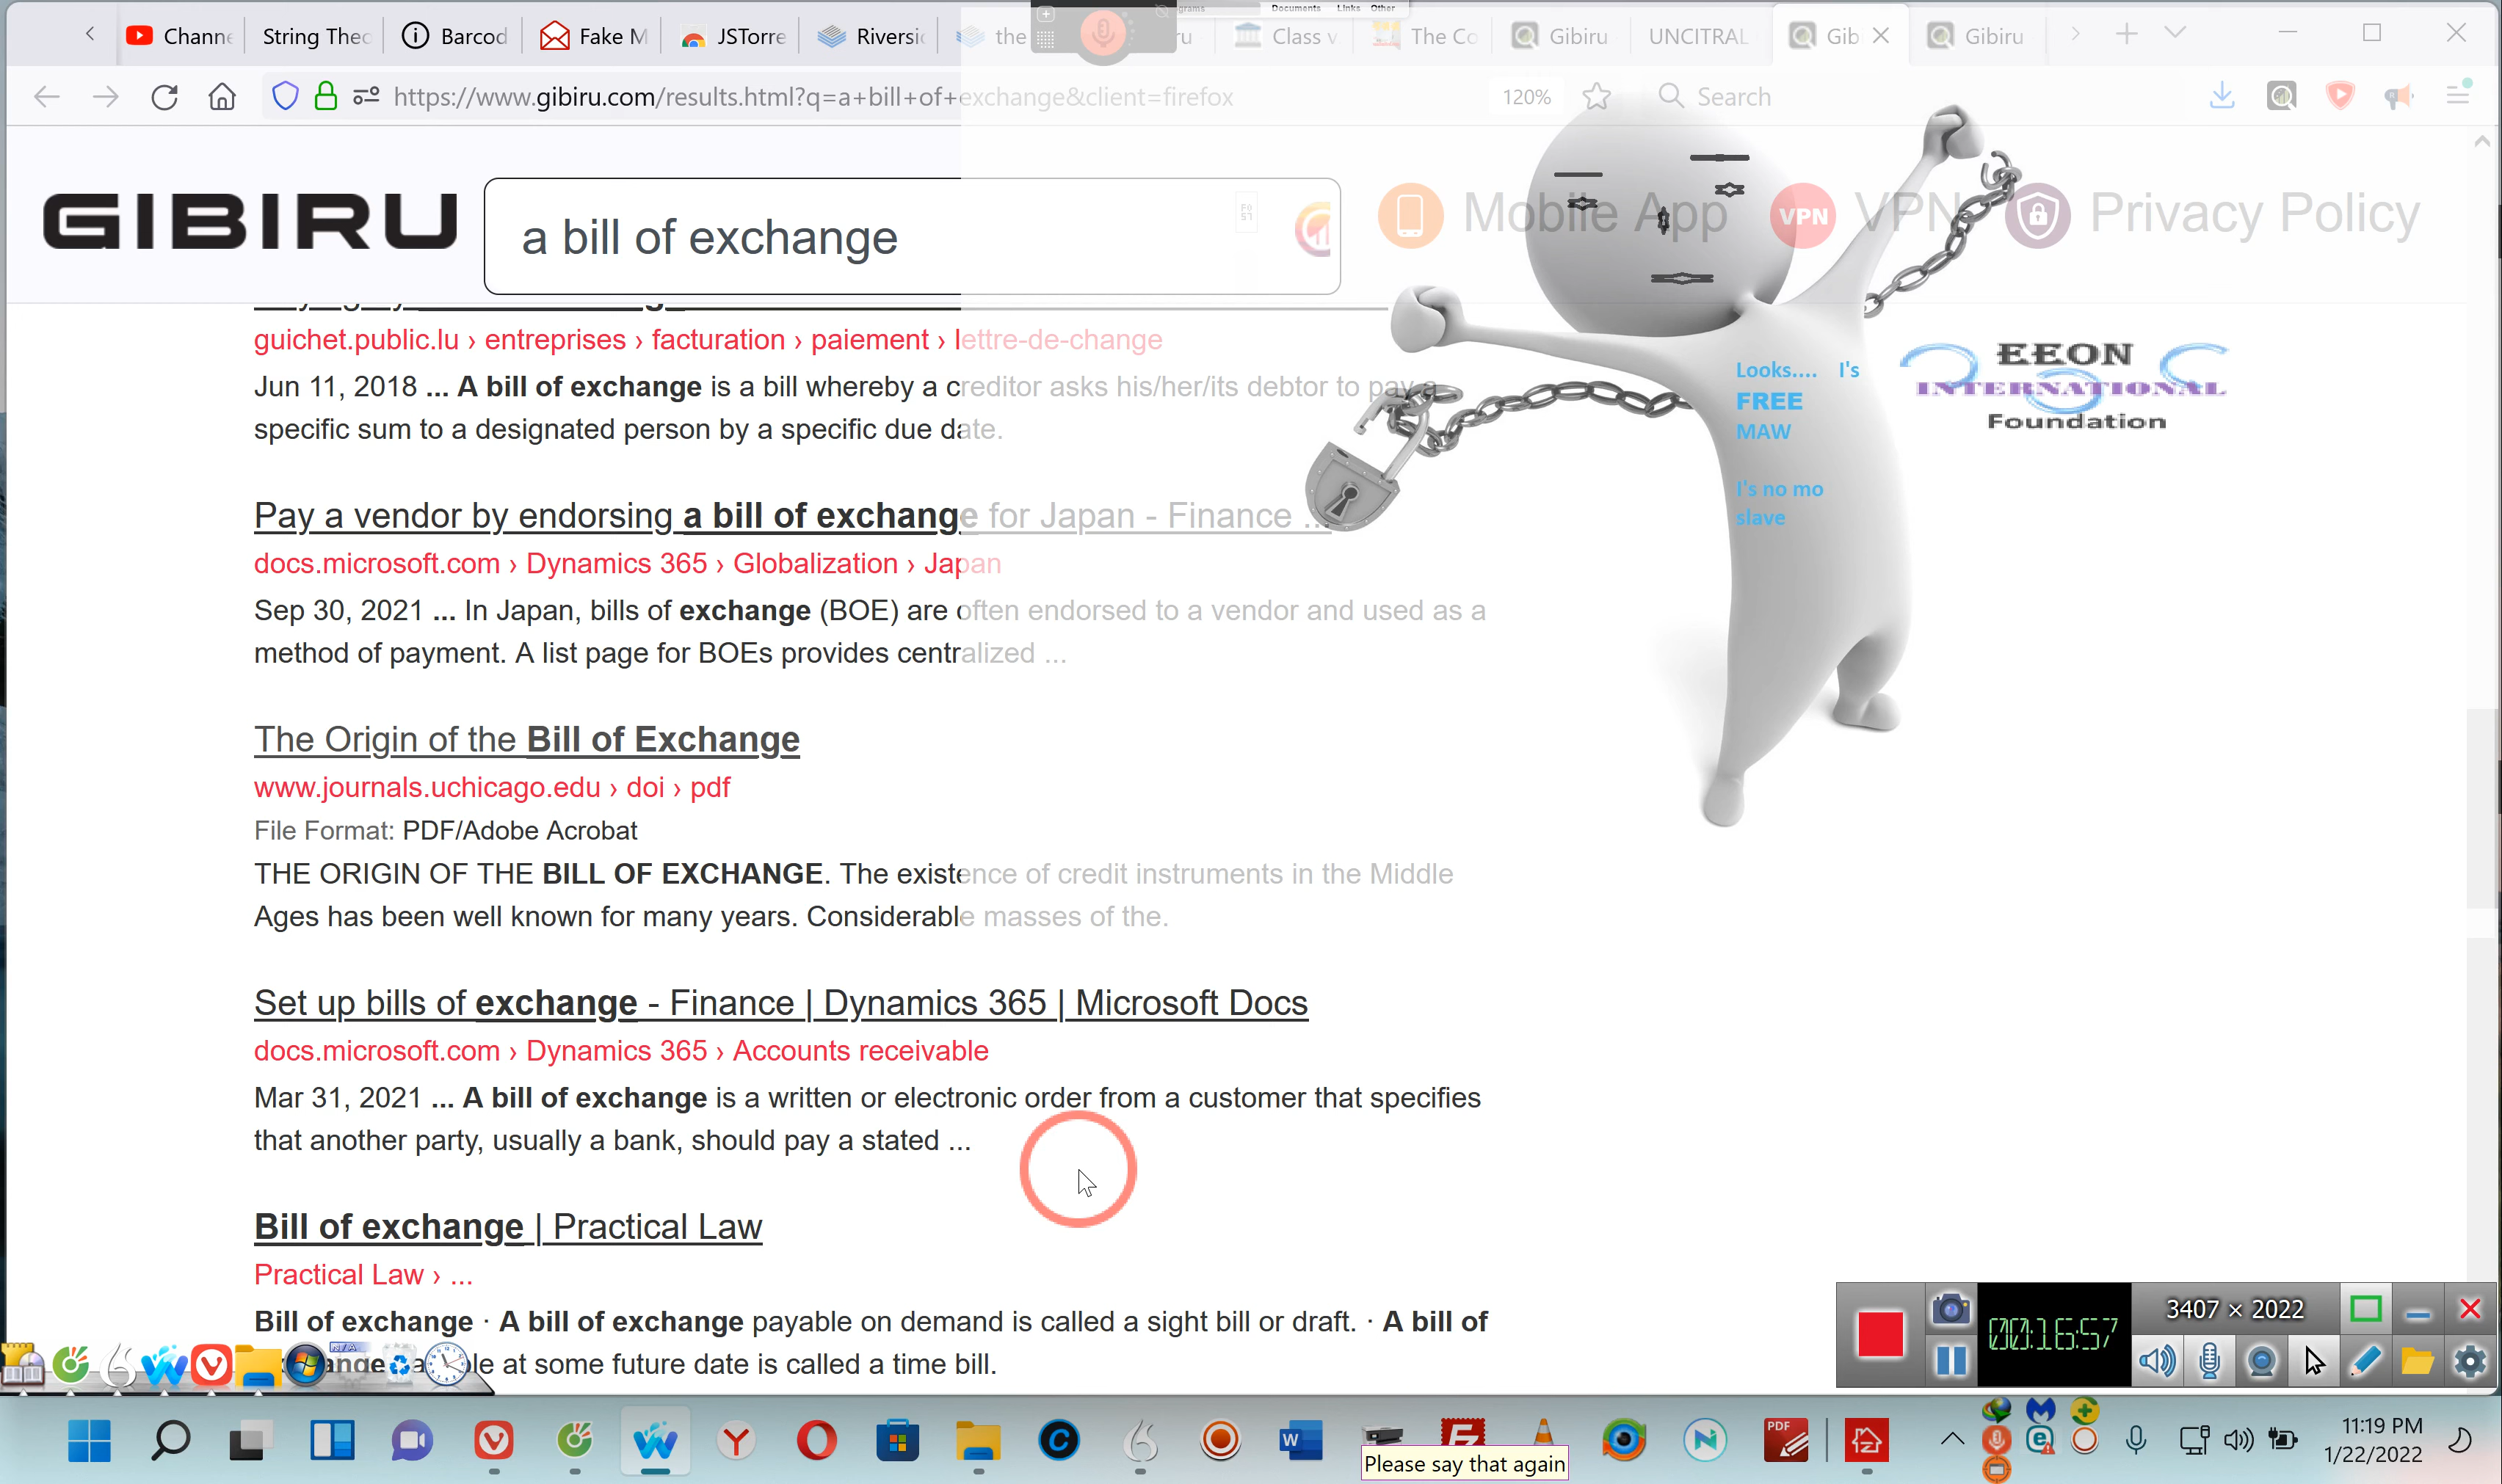 Programs Documents Links Other
Channe
String Theo
Barcod
Fake M
JSTorre
Riversic
the
ru
Class v
The Co
Gibiru
UNCITRAL
Gib
Gibiru
https://www.gibiru.com/results.html?q=a+bill+of+exchange&client=firefox
120%
Search
GIBIRU
a bill of exchange
Mobile App
VPN
VPN
Privacy Policy
guichet.public.lu › entreprises › facturation › paiement › lettre-de-change
Jun 11, 2018 ... A bill of exchange is a bill whereby a creditor asks his/her/its debtor to pay a
specific sum to a designated person by a specific due date.
Looks.... I's
FREE
MAW
I's no mo
slave
EEON
INTERNATIONAL
Foundation
Pay a vendor by endorsing a bill of exchange for Japan - Finance ...
docs.microsoft.com › Dynamics 365 › Globalization › Japan
Sep 30, 2021 ... In Japan, bills of exchange (BOE) are often endorsed to a vendor and used as a
method of payment. A list page for BOEs provides centralized ...
The Origin of the Bill of Exchange
www.journals.uchicago.edu › doi › pdf
File Format: PDF/Adobe Acrobat
THE ORIGIN OF THE BILL OF EXCHANGE. The existence of credit instruments in the Middle
Ages has been well known for many years. Considerable masses of the.
Set up bills of exchange - Finance | Dynamics 365 | Microsoft Docs
docs.microsoft.com › Dynamics 365 › Accounts receivable
Mar 31, 2021 ... A bill of exchange is a written or electronic order from a customer that specifies
that another party, usually a bank, should pay a stated ...
Bill of exchange | Practical Law
Practical Law › ...
Bill of exchange · A bill of exchange payable on demand is called a sight bill or draft. · A bill of
ange le at some future date is called a time bill.
N/A
00:16:57
3407 × 2022
PDF
Please say that again
11:19 PM
1/22/2022